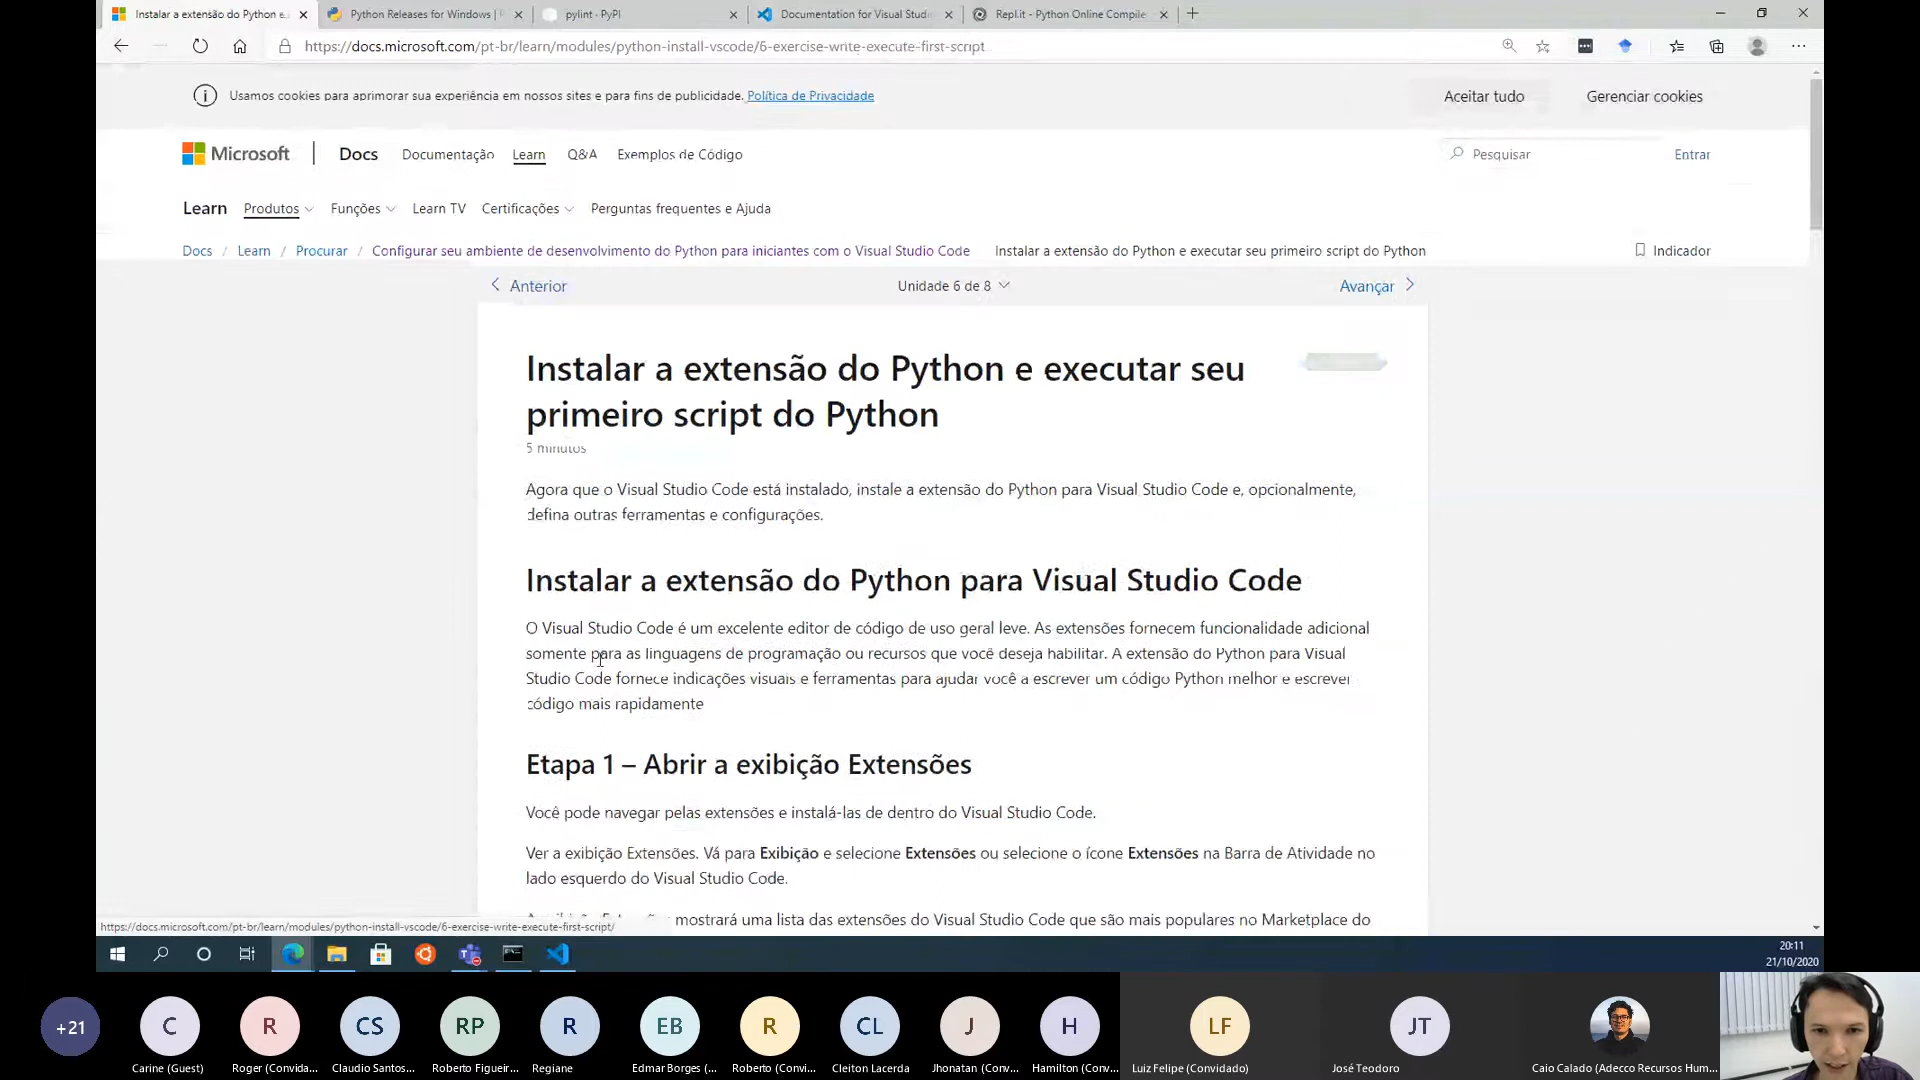 Instalar a extensão do Python e.
Python Releases for Windows |
pylint · PyPI
Documentation for Visual Studi
Repl.it - Python Online Compile
https://docs.microsoft.com/pt-br/learn/modules/python-install-vscode/6-exercise-write-execute-first-script
Usamos cookies para aprimorar sua experiência em nossos sites e para fins de publicidade. Política de Privacidade
Aceitar tudo
Gerenciar cookies
Microsoft
Docs
Documentação
Learn
Q&A
Exemplos de Código
Pesquisar
Entrar
Learn
Produtos
Funções
Learn TV
Certificações
Perguntas frequentes e Ajuda
Docs / Learn / Procurar / Configurar seu ambiente de desenvolvimento do Python para iniciantes com o Visual Studio Code
Instalar a extensão do Python e executar seu primeiro script do Python
Indicador
Anterior
Unidade 6 de 8
Avançar
Instalar a extensão do Python e executar seu
primeiro script do Python
5 minutos
Agora que o Visual Studio Code está instalado, instale a extensão do Python para Visual Studio Code e, opcionalmente,
defina outras ferramentas e configurações.
Instalar a extensão do Python para Visual Studio Code
O Visual Studio Code é um excelente editor de código de uso geral leve. As extensões fornecem funcionalidade adicional
somente para as linguagens de programação ou recursos que você deseja habilitar. A extensão do Python para Visual
Studio Code fornece indicações visuais e ferramentas para ajudar você a escrever um código Python melhor e escrever
código mais rapidamente
Etapa 1 – Abrir a exibição Extensões
Você pode navegar pelas extensões e instalá-las de dentro do Visual Studio Code.
Ver a exibição Extensões. Vá para Exibição e selecione Extensões ou selecione o ícone Extensões na Barra de Atividade no
lado esquerdo do Visual Studio Code.
mostrará uma lista das extensões do Visual Studio Code que são mais populares no Marketplace do
https://docs.microsoft.com/pt-br/learn/modules/python-install-vscode/6-exercise-write-execute-first-script/
20:11
21/10/2020
+21
C
R
CS
RP
R
EB
R
CL
J
H
LF
JT
Carine (Guest)
Roger (Convida...
Claudio Santos...
Roberto Figueir...
Regiane
Edmar Borges (...
Roberto (Convi...
Cleiton Lacerda
Jhonatan (Conv...
Hamilton (Conv...
Luiz Felipe (Convidado)
José Teodoro
Caio Calado (Adecco Recursos Hum...